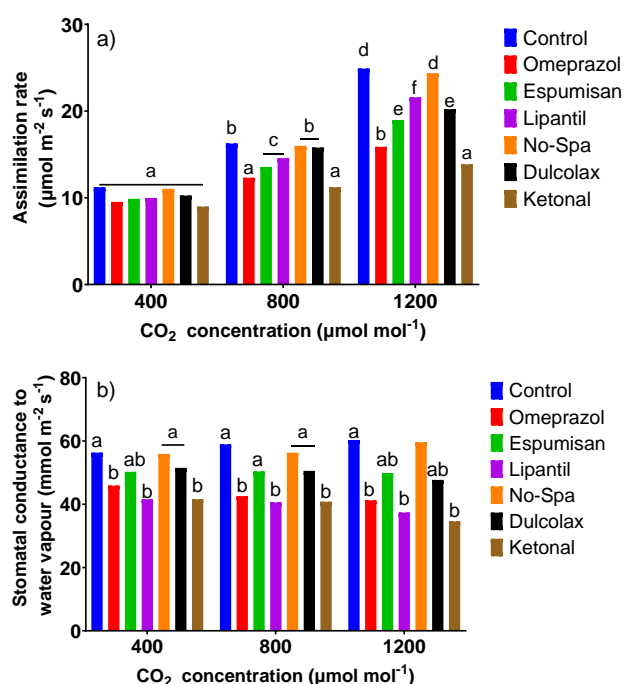 a)
Assimilation rate
(µmol m⁻² s⁻¹)
30
20
10
0
d
d
f
e
e
b
b
b
c
a
a
a
a
400
800
1200
CO₂ concentration (µmol mol⁻¹)
Control
Omeprazol
Espumisan
Lipantil
No-Spa
Dulcolax
Ketonal
b)
Stomatal conductance to
water vapour (mmol m⁻² s⁻¹)
80
60
40
20
0
a b ab b a b
a b a b a b
a b ab b ab b
400
800
1200
CO₂ concentration (µmol mol⁻¹)
Control
Omeprazol
Espumisan
Lipantil
No-Spa
Dulcolax
Ketonal